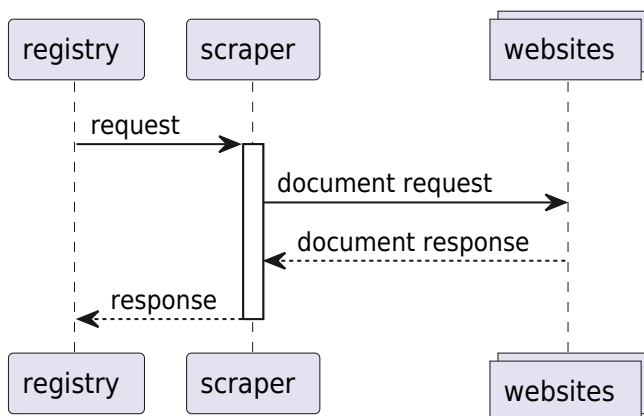 registry
scraper
websites
request
document request
document response
response
registry
scraper
websites